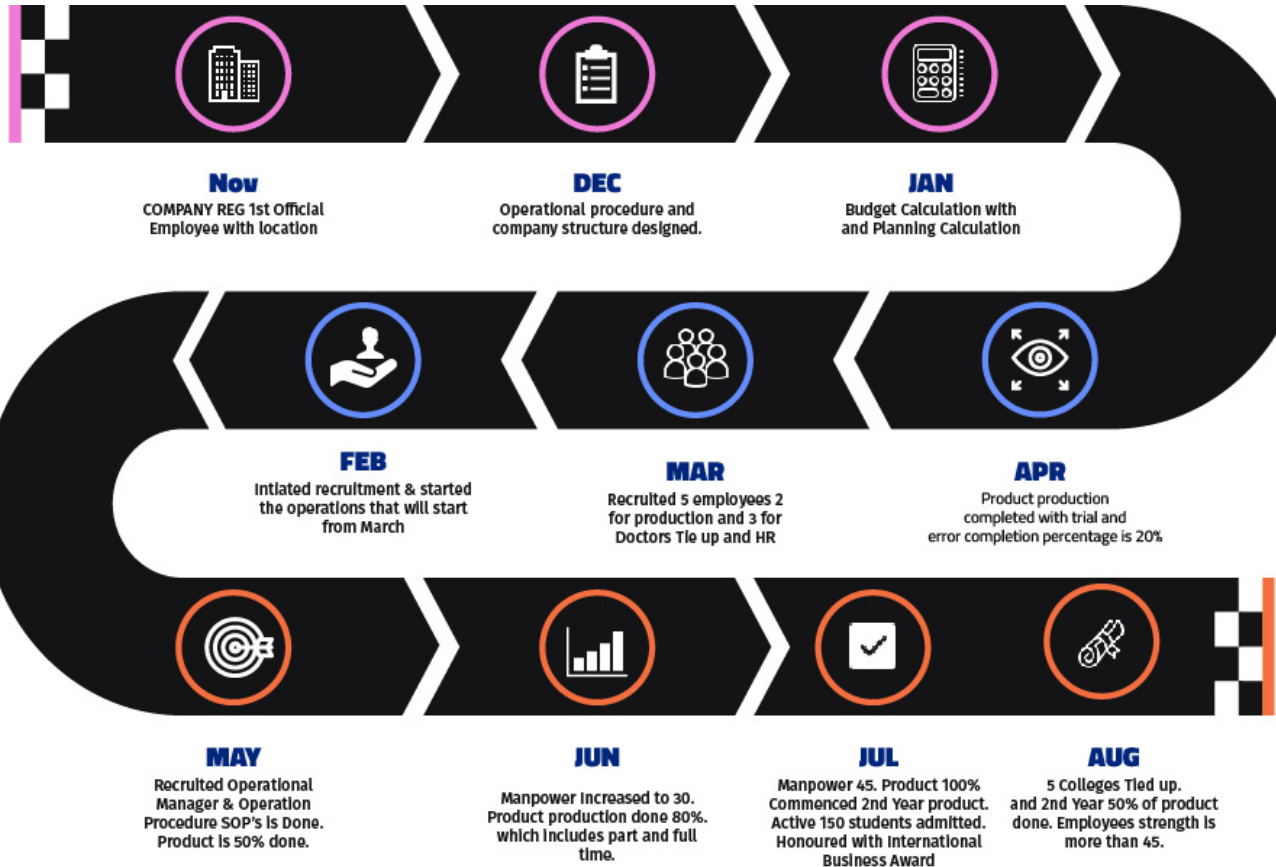 Nov
COMPANY REG 1st Official
Employee with location
DEC
Operational procedure and
company structure designed.
JAN
Budget Calculation with
and Planning Calculation
FEB
Intiated recruitment & started
the operations that will start
from March
MAR
Recruited 5 employees 2
for production and 3 for
Doctors Tie up and HR
APR
Product production
completed with trial and
error completion percentage is 20%
MAY
Recruited Operational
Manager & Operation
Procedure SOP's is Done.
Product is 50% done.
JUN
Manpower Increased to 30.
Product production done 80%.
which includes part and full
time.
JUL
Manpower 45. Product 100%
Commenced 2nd Year product.
Active 150 students admitted.
Honoured with International
Business Award
AUG
5 Colleges Tied up.
and 2nd Year 50% of product
done. Employees strength is
more than 45.